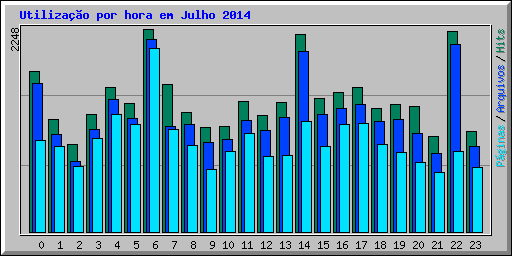 Utilização por hora em Julho 2014
2248
Páginas / Arquivos / Hits
0 1 2 3 4 5 6 7 8 9 10 11 12 13 14 15 16 17 18 19 20 21 22 23